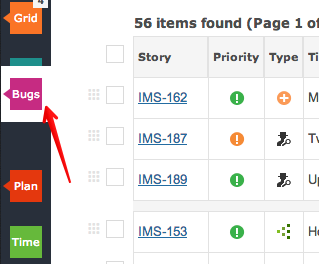 4
Grid
Bugs
Plan
Time
56 items found (Page 1 of
Story Priority Type Ti
IMS-162 M
IMS-187 Tv
IMS-189 Up
IMS-153 He